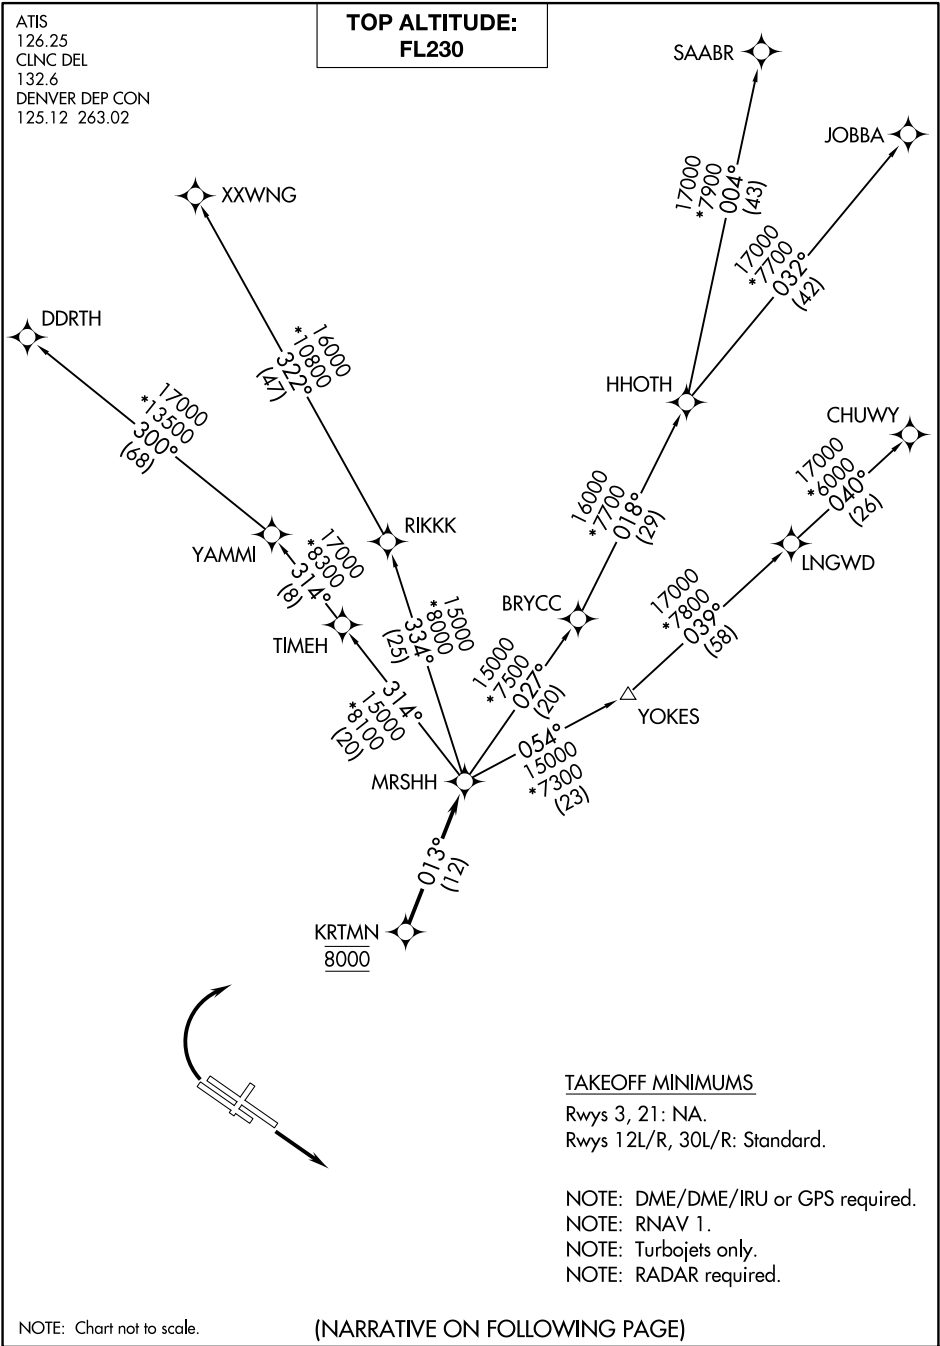 ATIS
126.25
CLNC DEL
132.6
DENVER DEP CON
125.12 263.02
TOP ALTITUDE:
FL230
SAABR
JOBBA
17000
*7900
004°
(43)
17000
*7700
032°
(42)
XXWNG
DDRTH
16000
*10800
322°
(47)
17000
*13500
300°
(68)
HHOTH
CHUWY
17000
*6000
040°
(26)
16000
*7700
018°
(29)
RIKKK
YAMMI
17000
*8300
314°
(8)
LNGWD
BRYCC
17000
*7800
039°
(58)
TIMEH
15000
*8000
334°
(25)
15000
*7500
027°
(20)
314°
15000
*8100
(20)
YOKES
054°
15000
*7300
(23)
MRSHH
013°
(12)
KRTMN
8000
TAKEOFF MINIMUMS
Rwys 3, 21: NA.
Rwys 12L/R, 30L/R: Standard.
NOTE: DME/DME/IRU or GPS required.
NOTE: RNAV 1.
NOTE: Turbojets only.
NOTE: RADAR required.
NOTE: Chart not to scale.
(NARRATIVE ON FOLLOWING PAGE)